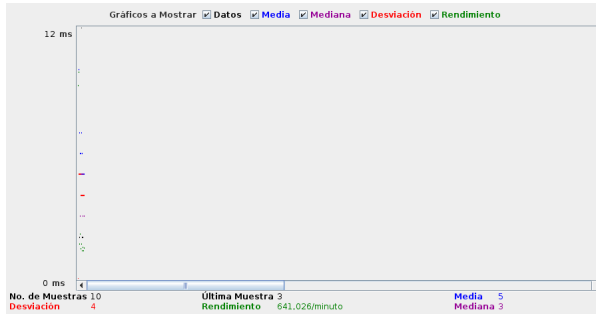 Gráficos a Mostrar Datos Media Mediana Desviación Rendimiento
12 ms
0 ms
No. de Muestras 10 Última Muestra 3 Media 5
Desviación 4 Rendimiento 641,026/minuto Mediana 3